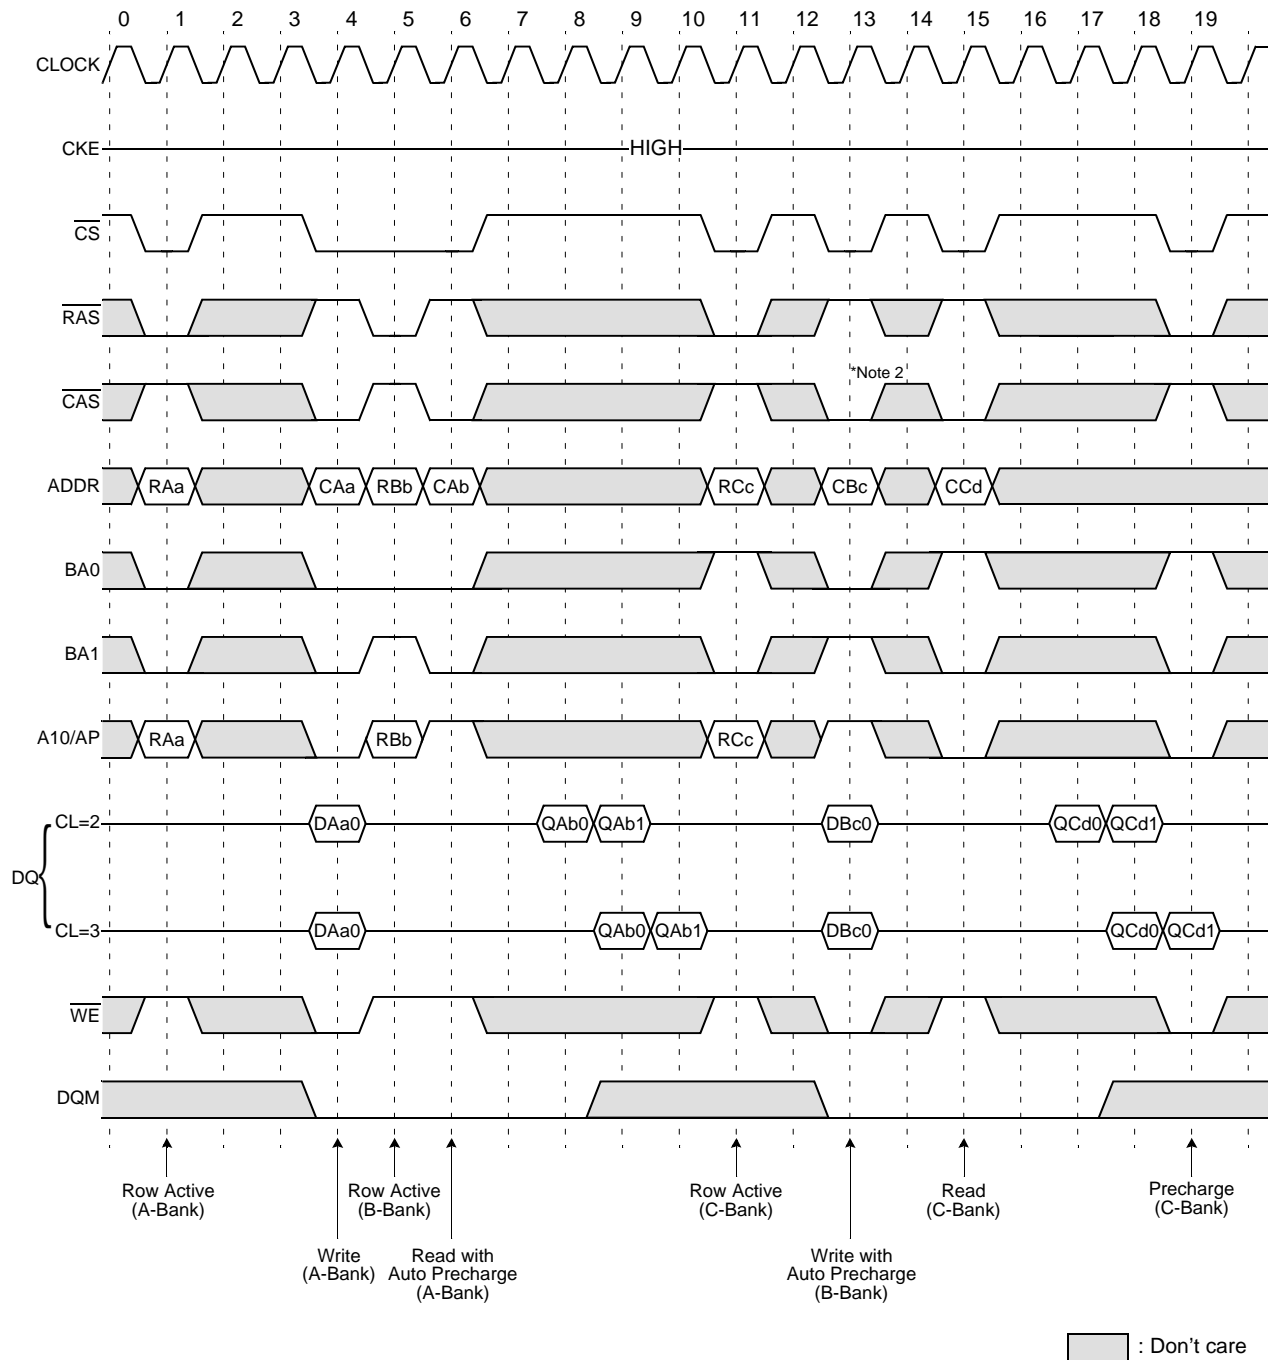 0 1 2 3 4 5 6 7 8 9 10 11 12 13 14 15 16 17 18 19
CLOCK
CKE HIGH
CS
RAS
*Note 2
CAS
ADDR RAa CAa RBb CAb RCc CBc CCd
BA0
BA1
A10/AP RAa RBb RCc
CL=2 DAa0 QAb0 QAb1 DBc0 QCd0 QCd1
DQ
CL=3 DAa0 QAb0 QAb1 DBc0 QCd0 QCd1
WE
DQM
Row Active
(A-Bank)
Row Active
(B-Bank)
Row Active
(C-Bank)
Read
(C-Bank)
Precharge
(C-Bank)
Write
(A-Bank)
Read with
Auto Precharge
(A-Bank)
Write with
Auto Precharge
(B-Bank)
: Don't care